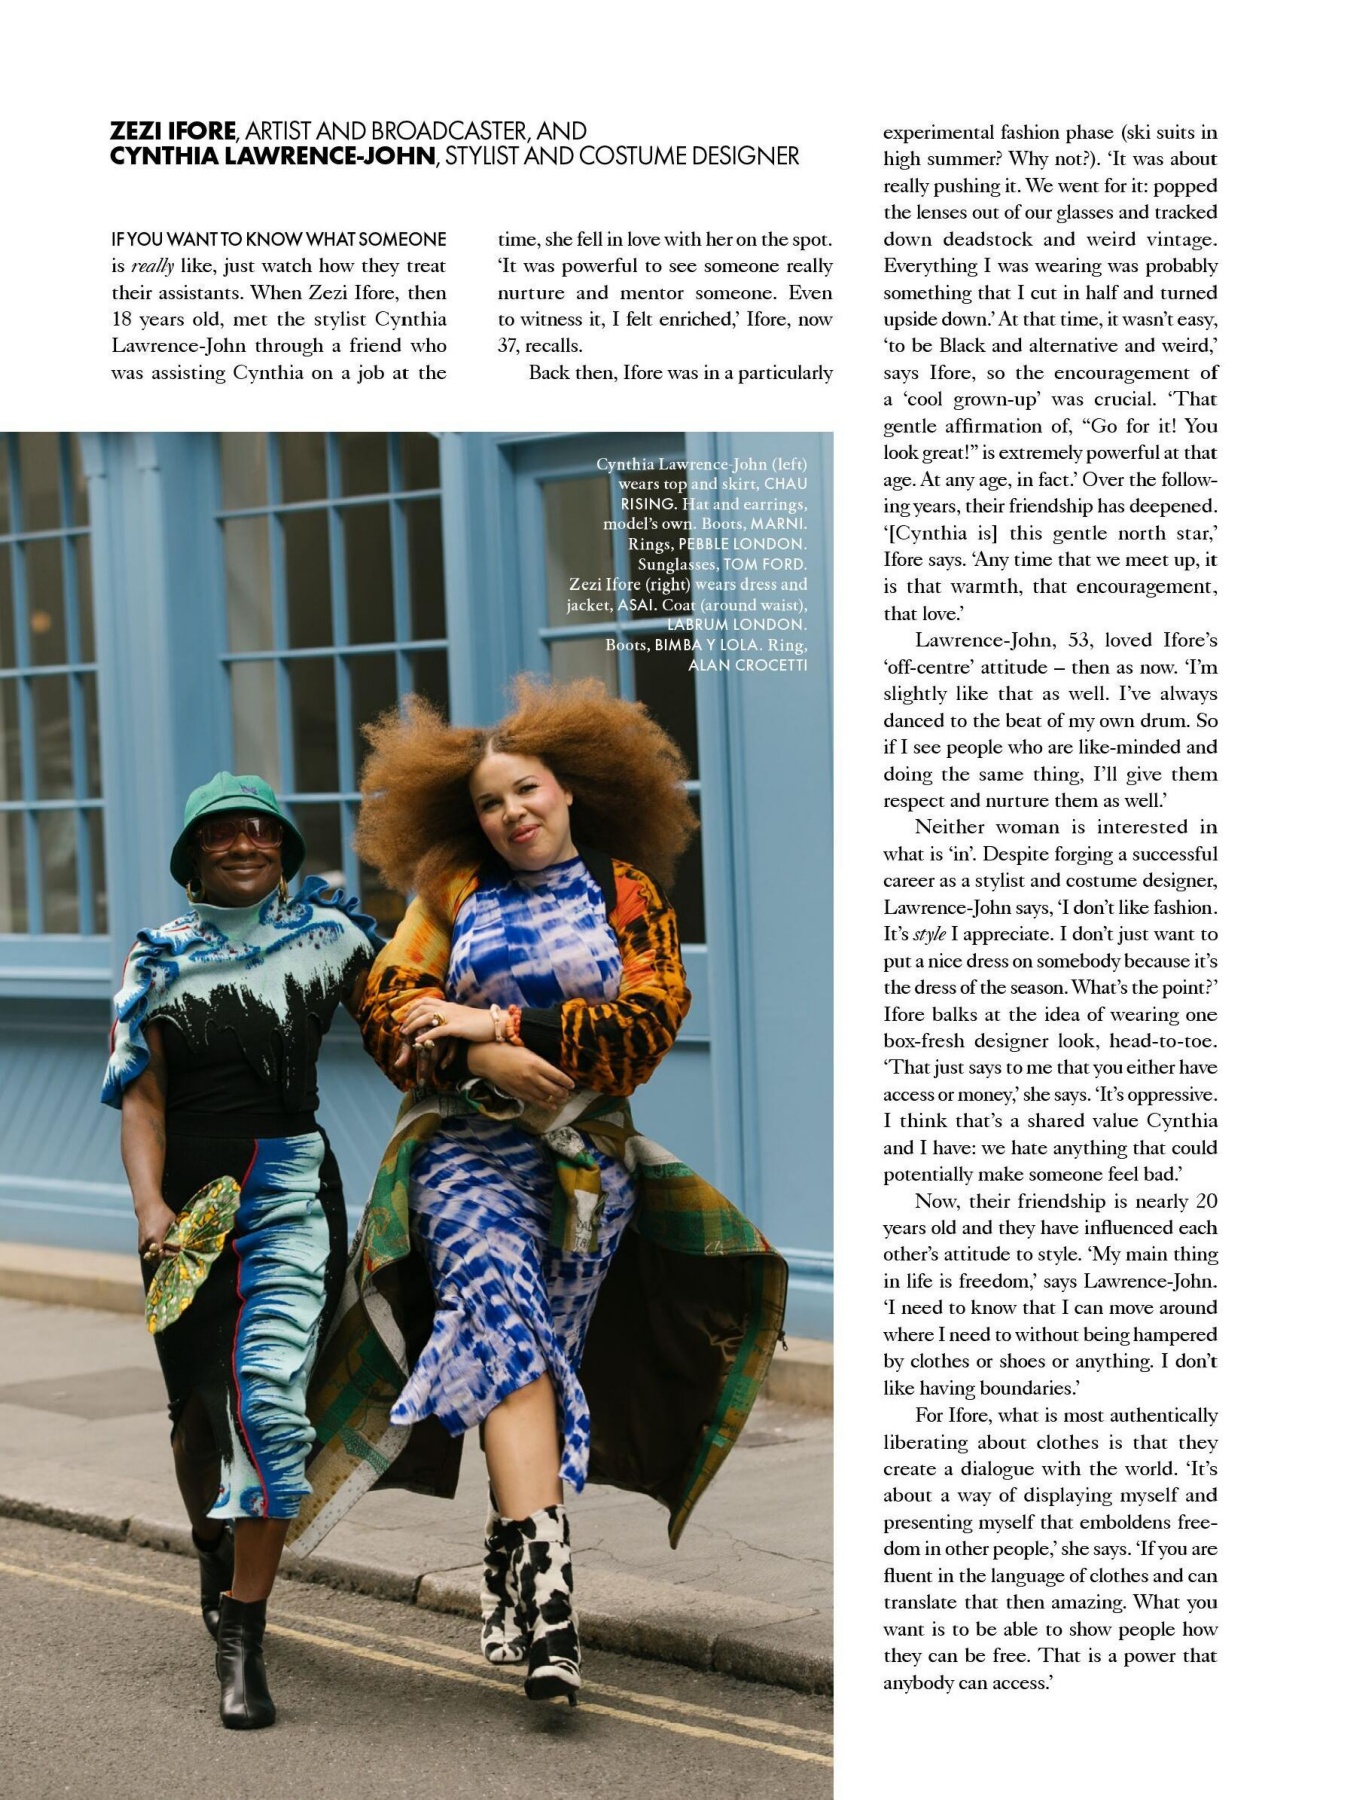 ZEZI IFORE, ARTIST AND BROADCASTER, AND
CYNTHIA LAWRENCE-JOHN, STYLIST AND COSTUME DESIGNER
IF YOU WANT TO KNOW WHAT SOMEONE
is really like, just watch how they treat
their assistants. When Zezi Ifore, then
18 years old, met the stylist Cynthia
Lawrence-John through a friend who
was assisting Cynthia on a job at the
time, she fell in love with her on the spot.
‘It was powerful to see someone really
nurture and mentor someone. Even
to witness it, I felt enriched,’ Ifore, now
37, recalls.
Back then, Ifore was in a particularly
experimental fashion phase (ski suits in
high summer? Why not?). ‘It was about
really pushing it. We went for it: popped
the lenses out of our glasses and tracked
down deadstock and weird vintage.
Everything I was wearing was probably
something that I cut in half and turned
upside down.’ At that time, it wasn’t easy,
‘to be Black and alternative and weird,’
says Ifore, so the encouragement of
a ‘cool grown-up’ was crucial. ‘That
gentle affirmation of, “Go for it! You
look great!” is extremely powerful at that
age. At any age, in fact.’ Over the follow-
ing years, their friendship has deepened.
‘[Cynthia is] this gentle north star,’
Ifore says. ‘Any time that we meet up, it
is that warmth, that encouragement,
that love.’
Lawrence-John, 53, loved Ifore’s
‘off-centre’ attitude – then as now. ‘I’m
slightly like that as well. I’ve always
danced to the beat of my own drum. So
if I see people who are like-minded and
doing the same thing, I’ll give them
respect and nurture them as well.’
Neither woman is interested in
what is ‘in’. Despite forging a successful
career as a stylist and costume designer,
Lawrence-John says, ‘I don’t like fashion.
It’s style I appreciate. I don’t just want to
put a nice dress on somebody because it’s
the dress of the season. What’s the point?’
Ifore balks at the idea of wearing one
box-fresh designer look, head-to-toe.
‘That just says to me that you either have
access or money,’ she says. ‘It’s oppressive.
I think that’s a shared value Cynthia
and I have: we hate anything that could
potentially make someone feel bad.’
Now, their friendship is nearly 20
years old and they have influenced each
other’s attitude to style. ‘My main thing
in life is freedom,’ says Lawrence-John.
‘I need to know that I can move around
where I need to without being hampered
by clothes or shoes or anything. I don’t
like having boundaries.’
For Ifore, what is most authentically
liberating about clothes is that they
create a dialogue with the world. ‘It’s
about a way of displaying myself and
presenting myself that emboldens free-
dom in other people,’ she says. ‘If you are
fluent in the language of clothes and can
translate that then amazing. What you
want is to be able to show people how
they can be free. That is a power that
anybody can access.’
Cynthia Lawrence-John (left)
wears top and skirt, CHAU
RISING. Hat and earrings,
model’s own. Boots, MARNI.
Rings, PEBBLE LONDON.
Sunglasses, TOM FORD.
Zezi Ifore (right) wears dress and
jacket, ASAI. Coat (around waist),
LABRUM LONDON.
Boots, BIMBA Y LOLA. Ring,
ALAN CROCETTI